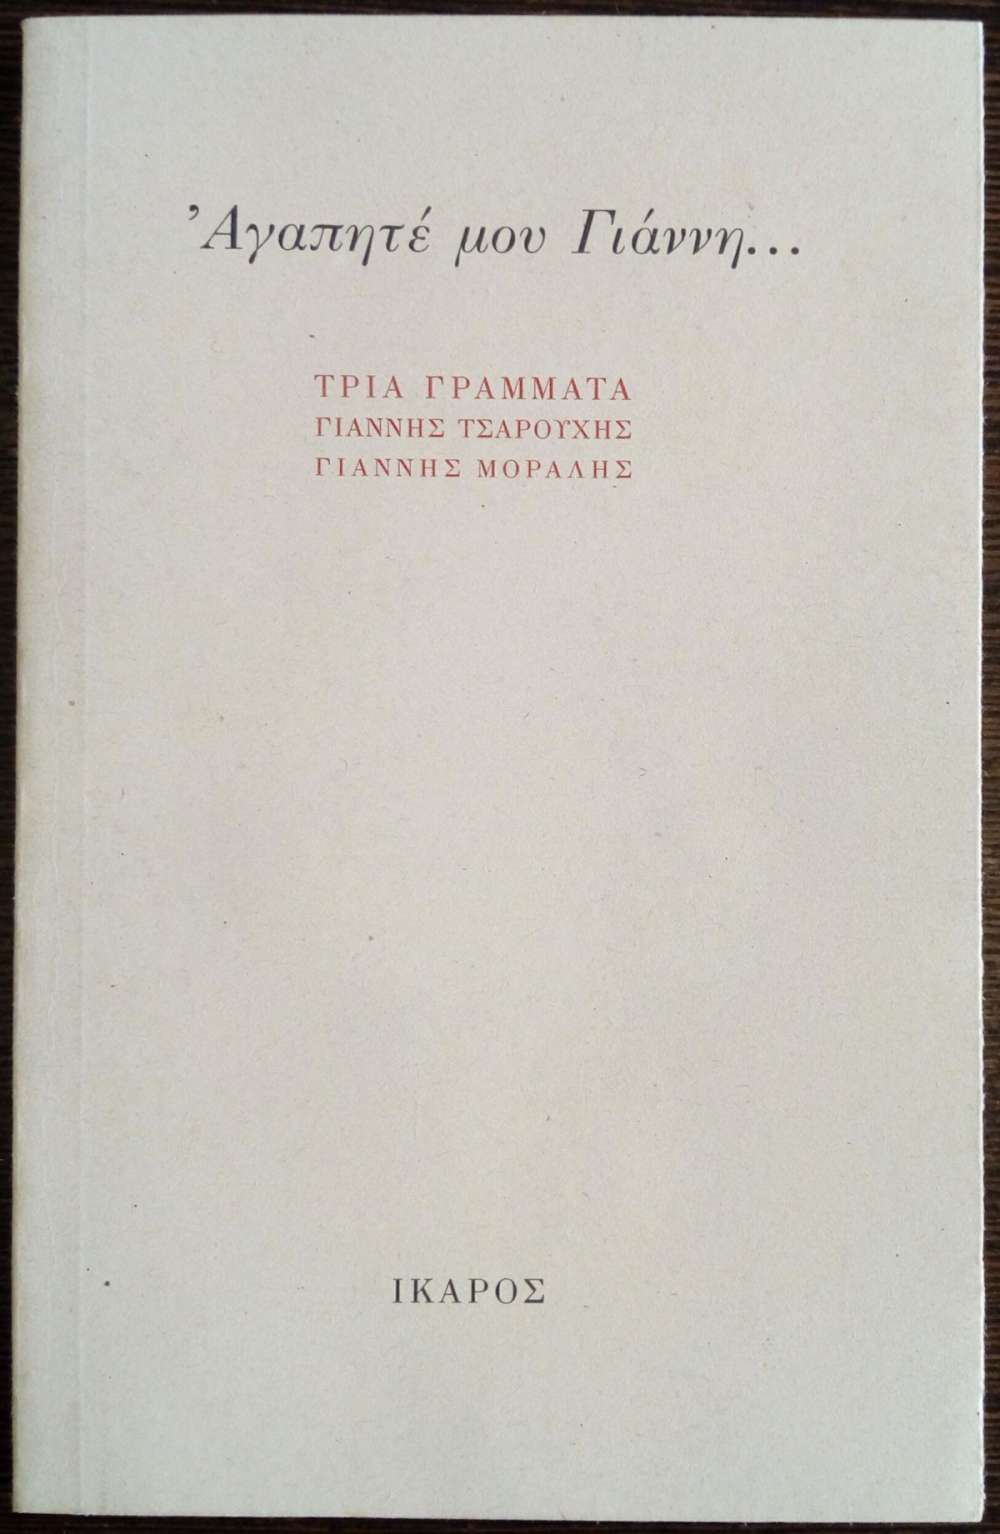 Ἀγαπητέ μου Γιάννη...
ΤΡΙΑ ΓΡΑΜΜΑΤΑ
ΓΙΑΝΝΗΣ ΤΣΑΡΟΥΧΗΣ
ΓΙΑΝΝΗΣ ΜΟΡΑΛΗΣ
ΙΚΑΡΟΣ